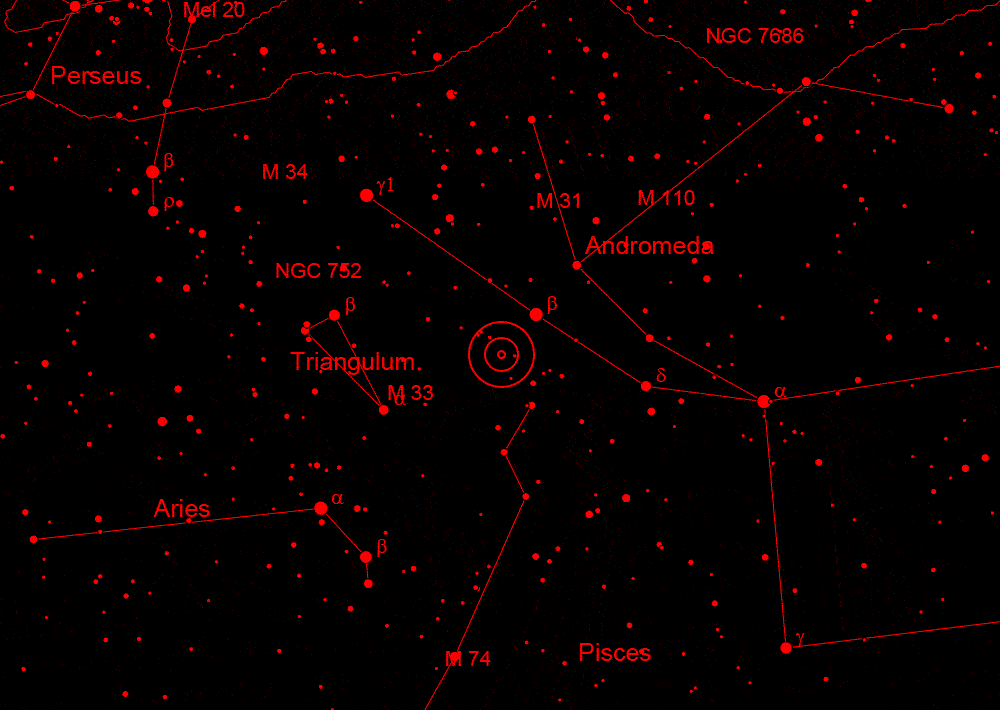 Mel 20
NGC 7686
Perseus
β
M 34
γ1
ρ
M 31
M 110
Andromeda
NGC 752
β
β
Triangulum
δ
M 33
α
α
Aries
α
β
γ
M 74
Pisces